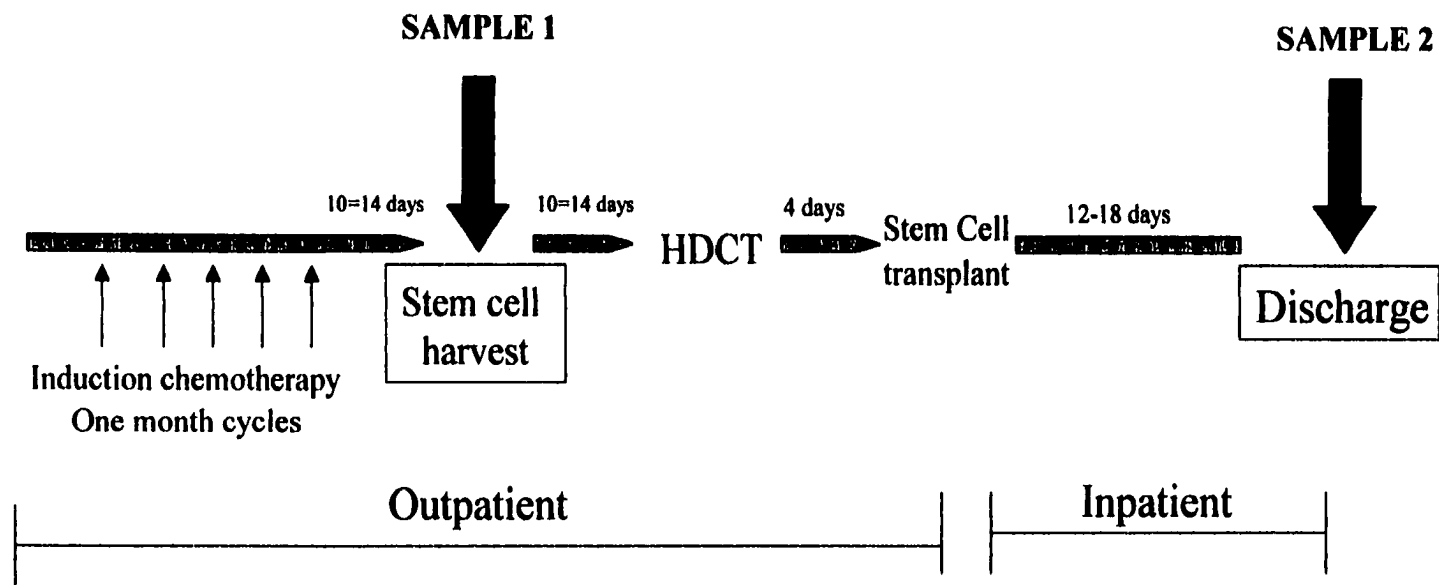 SAMPLE 1
SAMPLE 2
10=14 days
10=14 days
4 days
12-18 days
HDCT
Stem Cell
transplant
Stem cell
harvest
Discharge
Induction chemotherapy
One month cycles
Outpatient
Inpatient